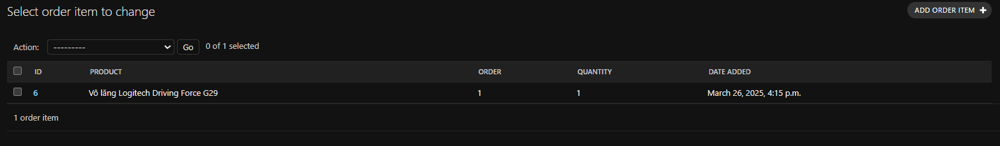 Select order item to change
ADD ORDER ITEM +
Action: --------- Go 0 of 1 selected
ID PRODUCT ORDER QUANTITY DATE ADDED
6 Vô lăng Logitech Driving Force G29 1 1 March 26, 2025, 4:15 p.m.
1 order item